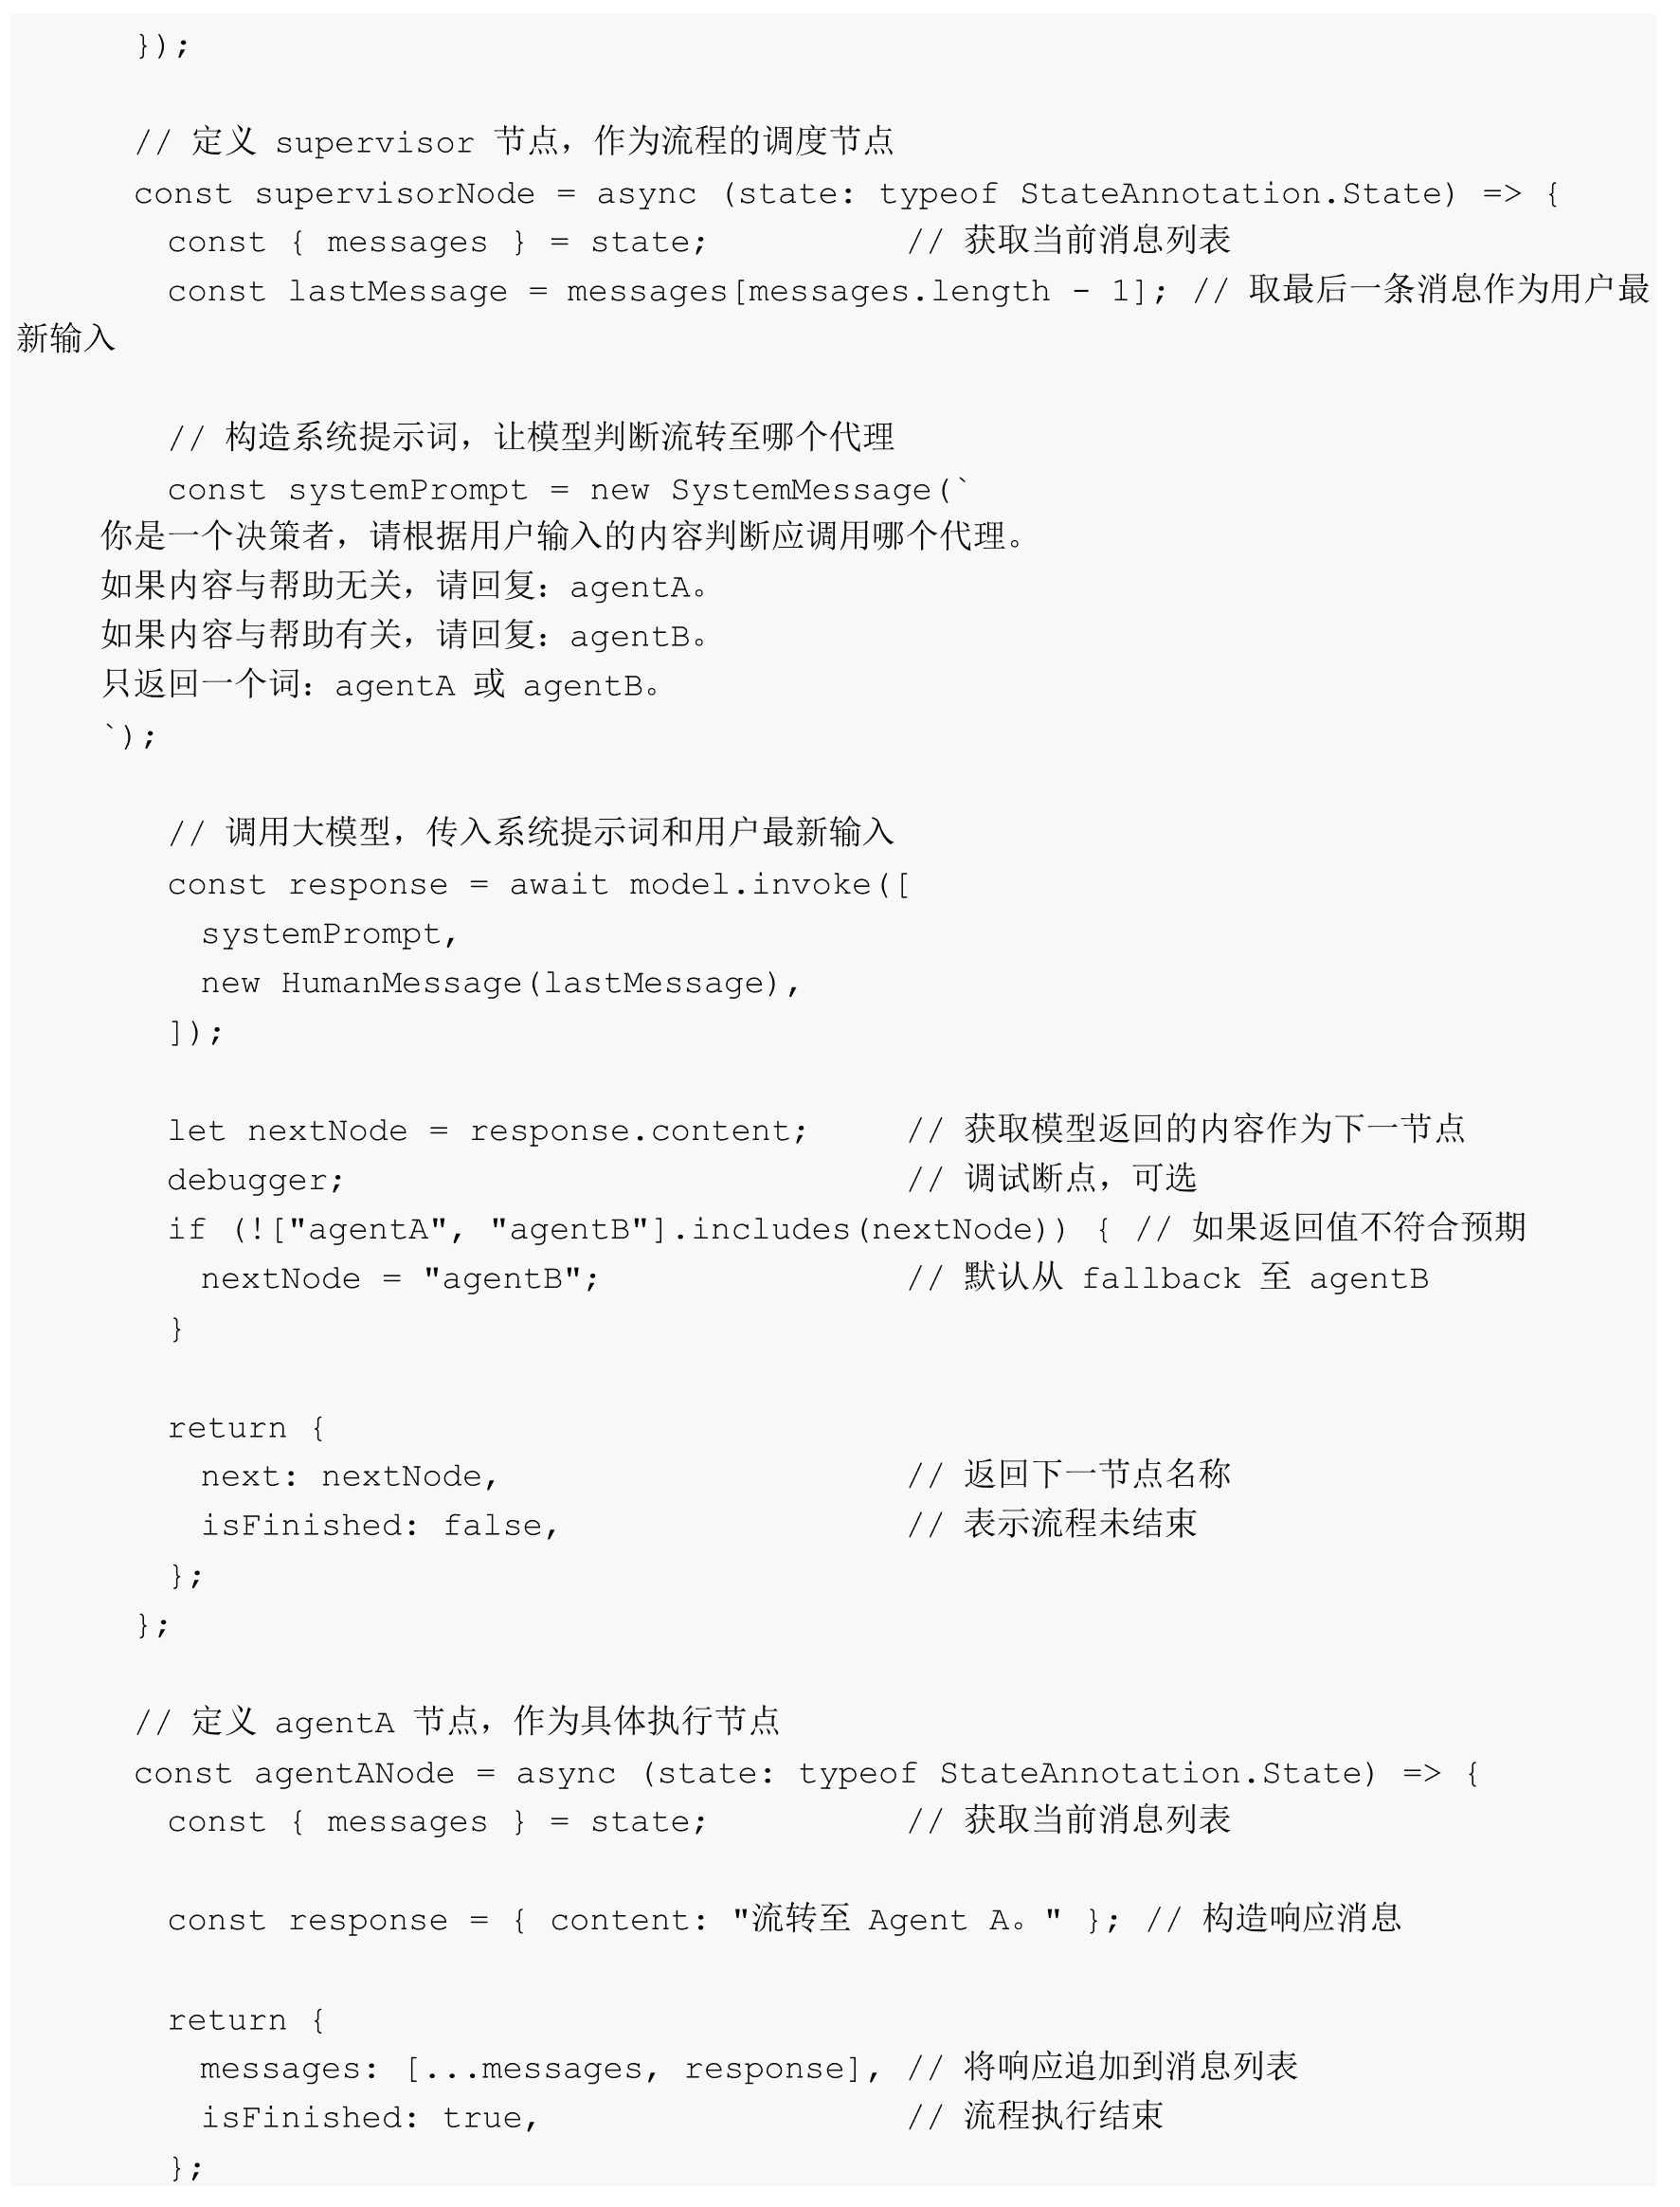 });
// 定义 supervisor 节点，作为流程的调度节点
const supervisorNode = async (state: typeof StateAnnotation.State) => {
const { messages } = state; // 获取当前消息列表
const lastMessage = messages[messages.length - 1]; // 取最后一条消息作为用户最
新输入
// 构造系统提示词，让模型判断流转至哪个代理
const systemPrompt = new SystemMessage(`
你是一个决策者，请根据用户输入的内容判断应调用哪个代理。
如果内容与帮助无关，请回复：agentA。
如果内容与帮助有关，请回复：agentB。
只返回一个词：agentA 或 agentB。
`);
// 调用大模型，传入系统提示词和用户最新输入
const response = await model.invoke([
systemPrompt,
new HumanMessage(lastMessage),
]);
let nextNode = response.content; // 获取模型返回的内容作为下一节点
debugger; // 调试断点，可选
if (!["agentA", "agentB"].includes(nextNode)) { // 如果返回值不符合预期
nextNode = "agentB"; // 默认从 fallback 至 agentB
}
return {
next: nextNode, // 返回下一节点名称
isFinished: false, // 表示流程未结束
};
};
// 定义 agentA 节点，作为具体执行节点
const agentANode = async (state: typeof StateAnnotation.State) => {
const { messages } = state; // 获取当前消息列表
const response = { content: "流转至 Agent A。" }; // 构造响应消息
return {
messages: [...messages, response], // 将响应追加到消息列表
isFinished: true, // 流程执行结束
};